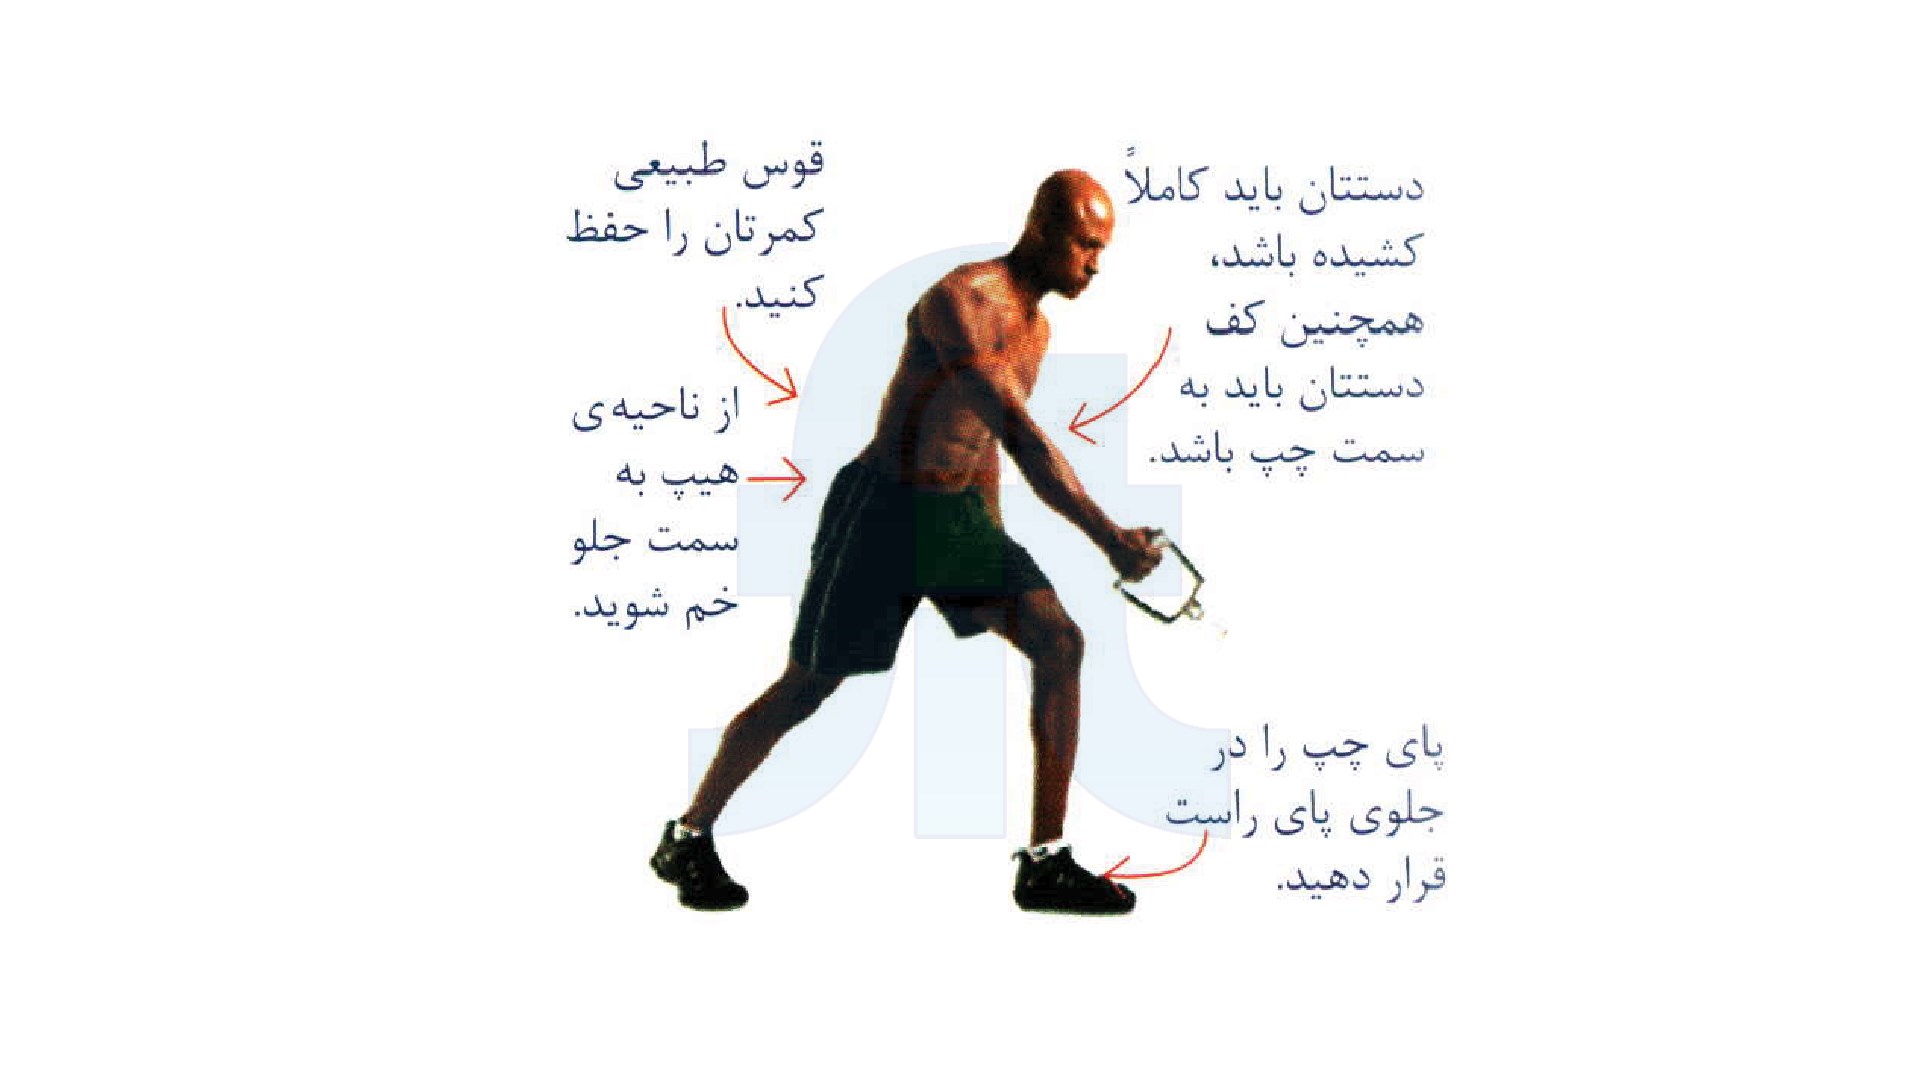 قوس طبیعی
کمرتان را حفظ
کنید.
از ناحیه‌ی
هیپ به
سمت جلو
خم شوید.
دستتان باید کاملاً
کشیده باشد،
همچنین کف
دستتان باید به
سمت چپ باشد.
پای چپ را در
جلوی پای راست
قرار دهید.